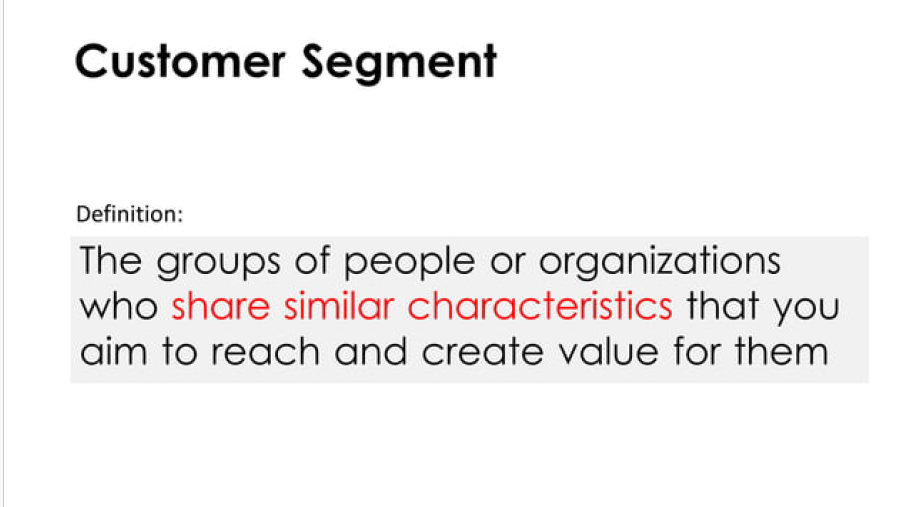 Customer Segment
Definition:
The groups of people or organizations
who share similar characteristics that you
aim to reach and create value for them